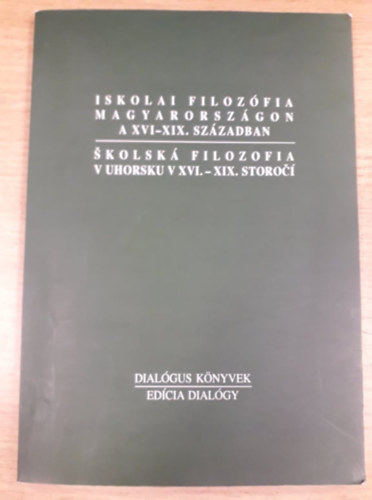 ISKOLAI FILOZÓFIA
MAGYARORSZÁGON
A XVI–XIX. SZÁZADBAN
ŠKOLSKÁ FILOZOFIA
V UHORSKU V XVI. – XIX. STOROČÍ
DIALÓGUS KÖNYVEK
EDÍCIA DIALÓGY